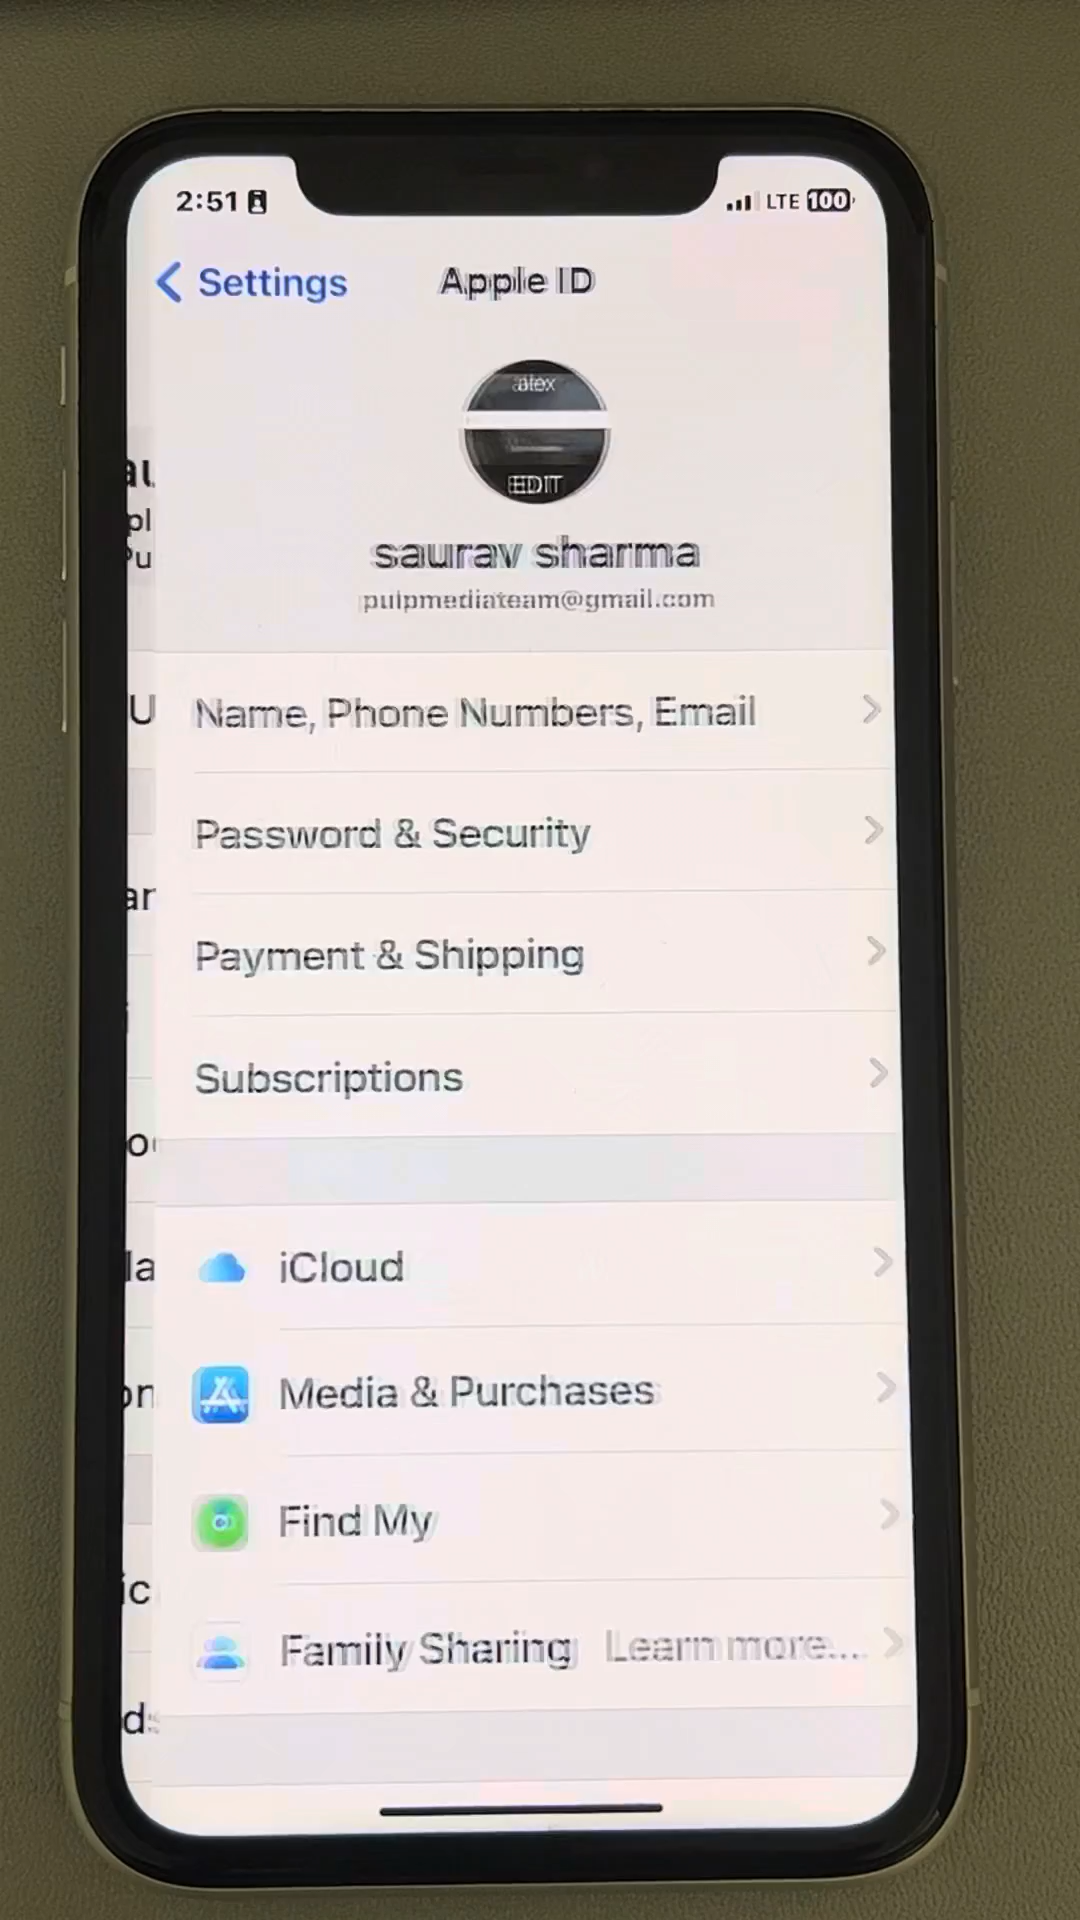 2:51 LTE 100
Settings Apple ID
alex
EDIT
saurav sharma
pulpmediateam@gmail.com
Name, Phone Numbers, Email
Password & Security
Payment & Shipping
Subscriptions
iCloud
Media & Purchases
Find My
Family Sharing Learn more...